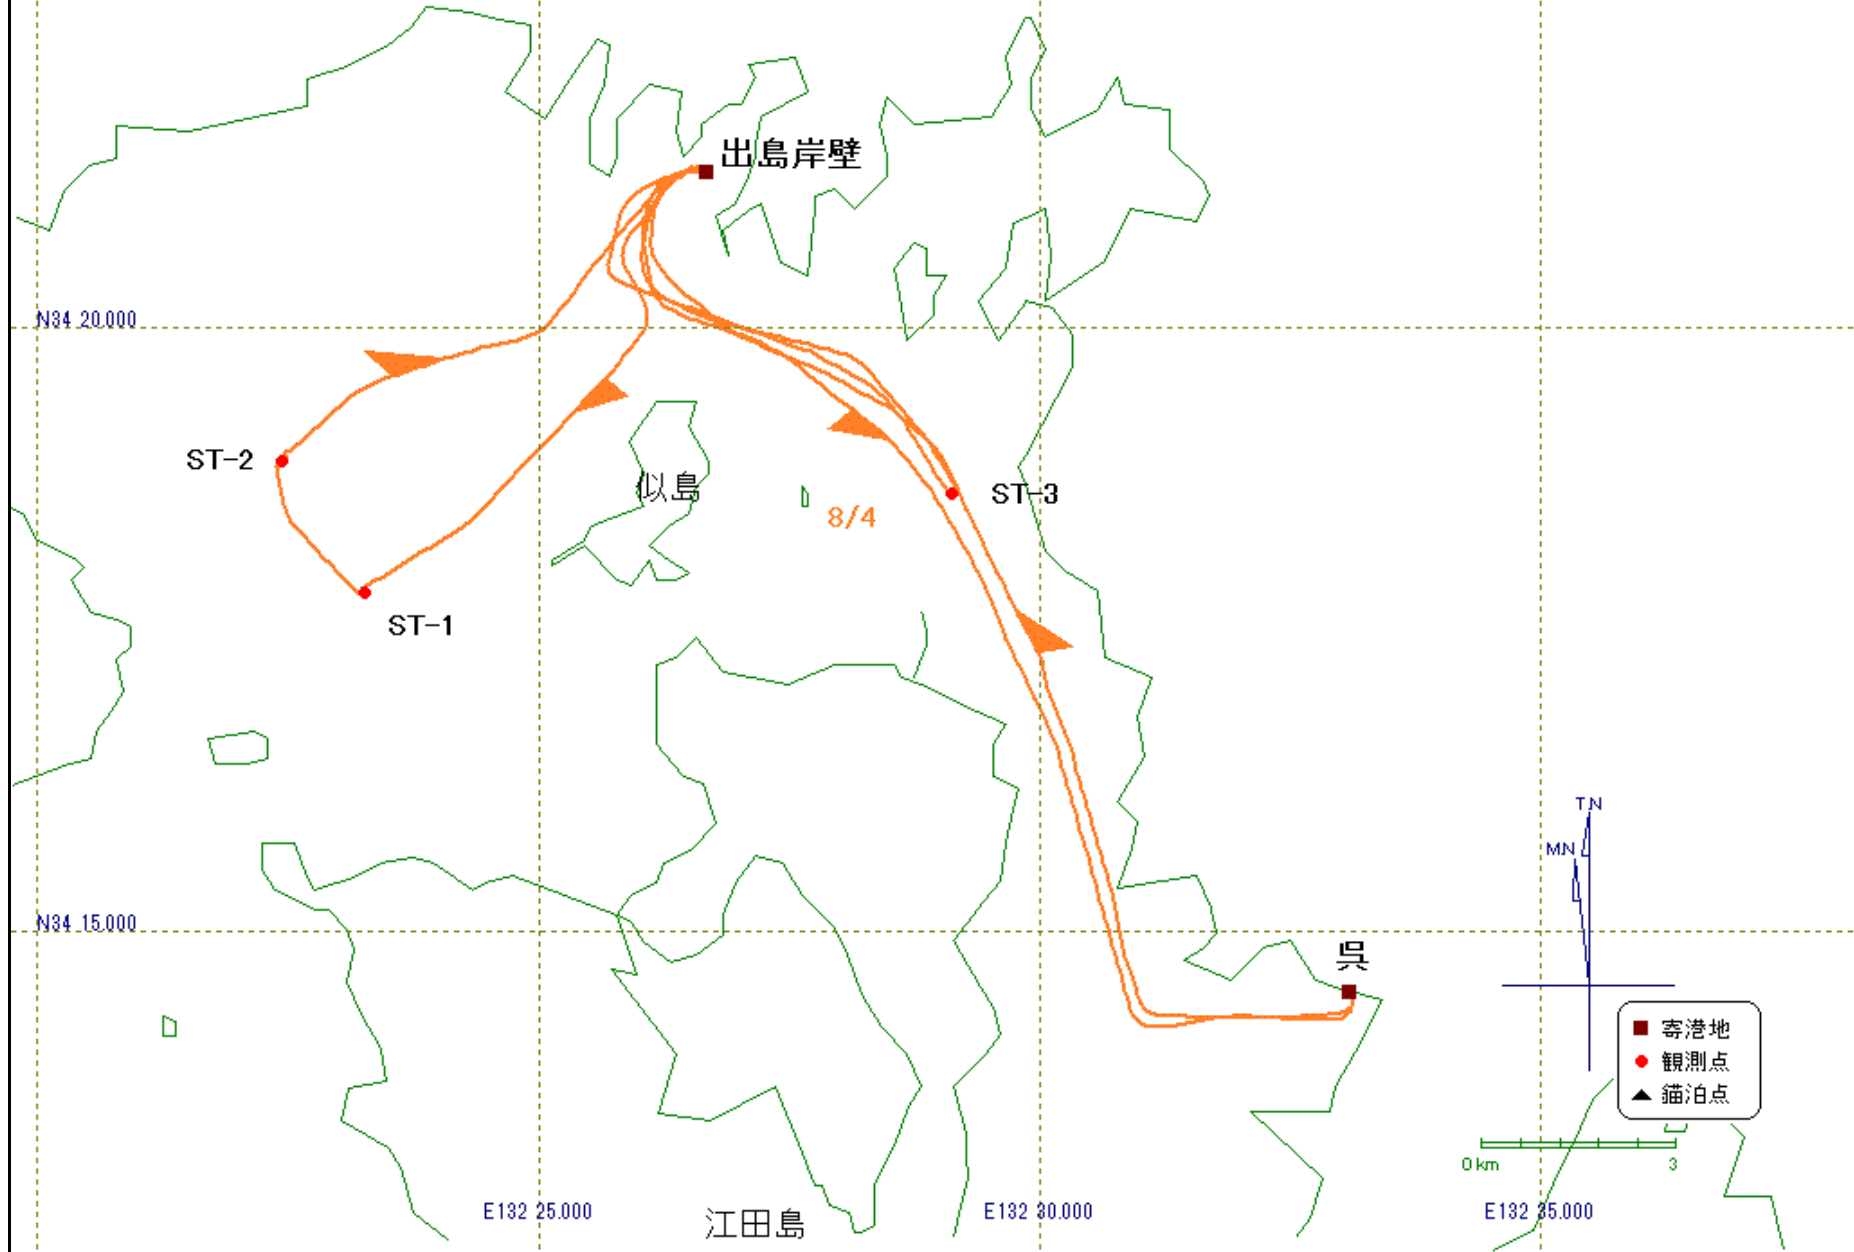 出島岸壁
N34 20.000
ST-2
似島
ST-3
8/4
ST-1
T.N
M.N
N34 15.000
呉
寄港地
観測点
錨泊点
0 km 3
E132 25.000
E132 30.000
E132 35.000
江田島